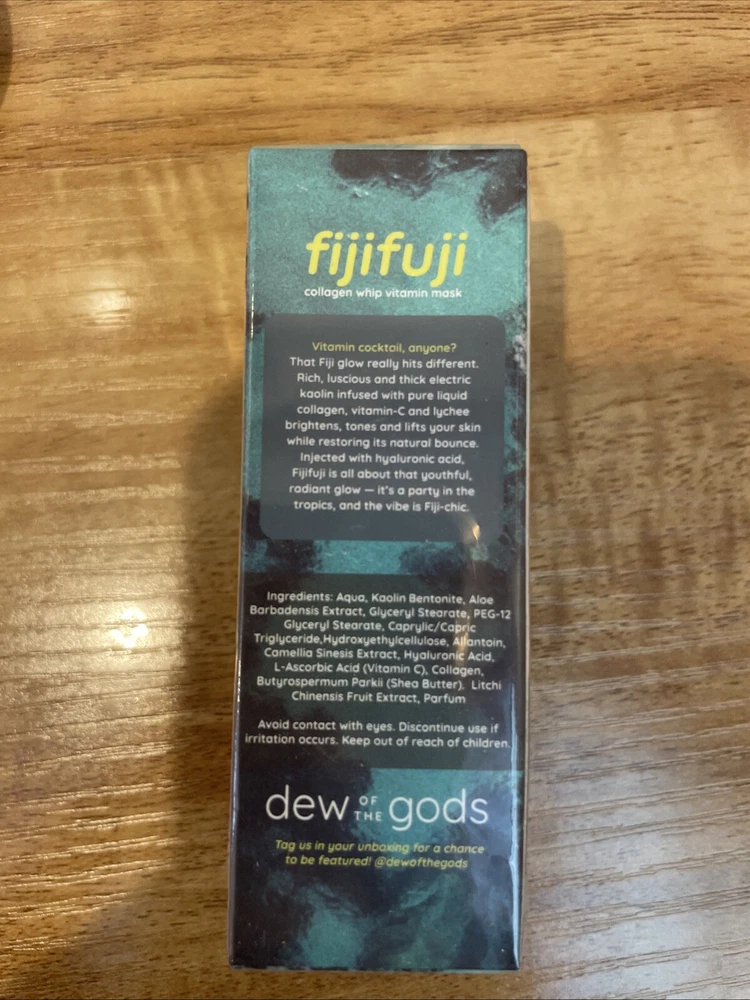 fijifuji
collagen whip vitamin mask
Vitamin cocktail, anyone?
That Fiji glow really hits different.
Rich, luscious and thick electric
kaolin infused with pure liquid
collagen, vitamin-C and lychee
brightens, tones and lifts your skin
while restoring its natural bounce.
Injected with hyaluronic acid,
Fijifuji is all about that youthful,
radiant glow — it's a party in the
tropics, and the vibe is Fiji-chic.
Ingredients: Aqua, Kaolin Bentonite, Aloe
Barbadensis Extract, Glyceryl Stearate, PEG-12
Glyceryl Stearate, Caprylic/Capric
Triglyceride,Hydroxyethylcellulose, Allantoin,
Camellia Sinesis Extract, Hyaluronic Acid,
L-Ascorbic Acid (Vitamin C), Collagen,
Butyrospermum Parkii (Shea Butter). Litchi
Chinensis Fruit Extract, Parfum
Avoid contact with eyes. Discontinue use if
irritation occurs. Keep out of reach of children.
dew OF THE gods
Tag us in your unboxing for a chance
to be featured! @dewofthegods